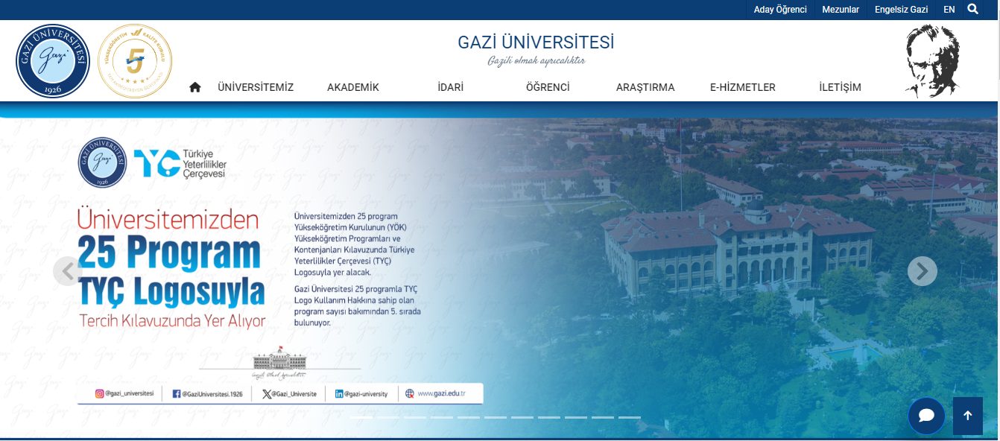 Aday Öğrenci
Mezunlar
Engelsiz Gazi
EN
GAZİ ÜNİVERSİTESİ
Gazi
1926
YÜKSEKÖĞRETİM KALİTE KURULU
5
GAZİ ÜNİVERSİTESİ
Gazili olmak ayrıcalıktır
ÜNİVERSİTEMİZ
AKADEMİK
İDARİ
ÖĞRENCİ
ARAŞTIRMA
E-HİZMETLER
İLETİŞİM
GAZİ ÜNİVERSİTESİ
Gazi
1926
TYÇ
Türkiye
Yeterlilikler
Çerçevesi
Üniversitemizden
25 Program
TYÇ Logosuyla
Tercih Kılavuzunda Yer Alıyor
Üniversitemizden 25 program
Yükseköğretim Kurulunun (YÖK)
Yükseköğretim Programları ve
Kontenjanları Kılavuzunda Türkiye
Yeterlilikler Çerçevesi (TYÇ)
Logosuyla yer alacak.
Gazi Üniversitesi 25 programla TYÇ
Logo Kullanım Hakkına sahip olan
program sayısı bakımından 5. sırada
bulunuyor.
Gazili olmak ayrıcalıktır
@gazi_universitesi
@GaziUniversitesi.1926
@Gazi_Universite
@gazi-university
www.gazi.edu.tr